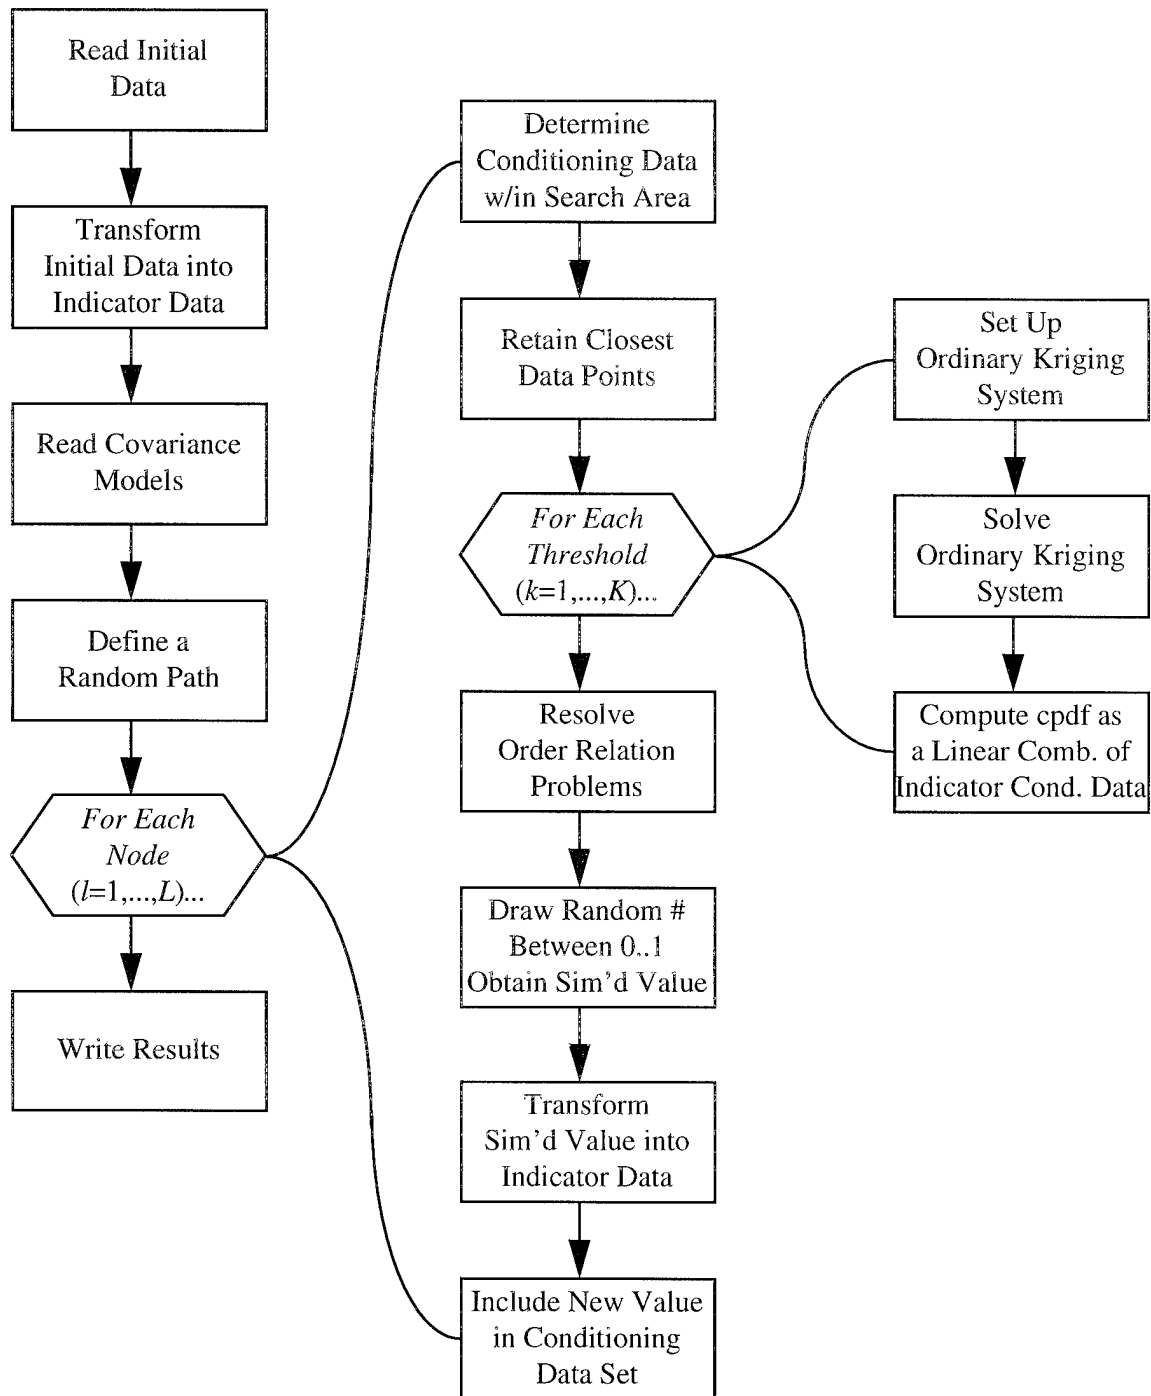 Read Initial
Data
Transform
Initial Data into
Indicator Data
Read Covariance
Models
Define a
Random Path
For Each
Node
(l=1,...,L)...
Write Results
Determine
Conditioning Data
w/in Search Area
Retain Closest
Data Points
For Each
Threshold
(k=1,...,K)...
Resolve
Order Relation
Problems
Draw Random #
Between 0..1
Obtain Sim'd Value
Transform
Sim'd Value into
Indicator Data
Include New Value
in Conditioning
Data Set
Set Up
Ordinary Kriging
System
Solve
Ordinary Kriging
System
Compute cpdf as
a Linear Comb. of
Indicator Cond. Data